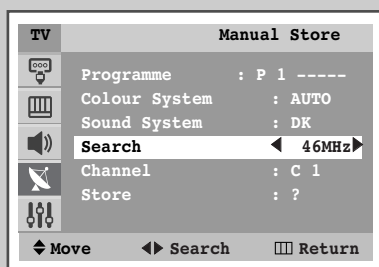 TV Manual Store
Programme : P 1 -----
Colour System : AUTO
Sound System : DK
Search ◀ 46MHz▶
Channel : C 1
Store : ?
Move Search Return